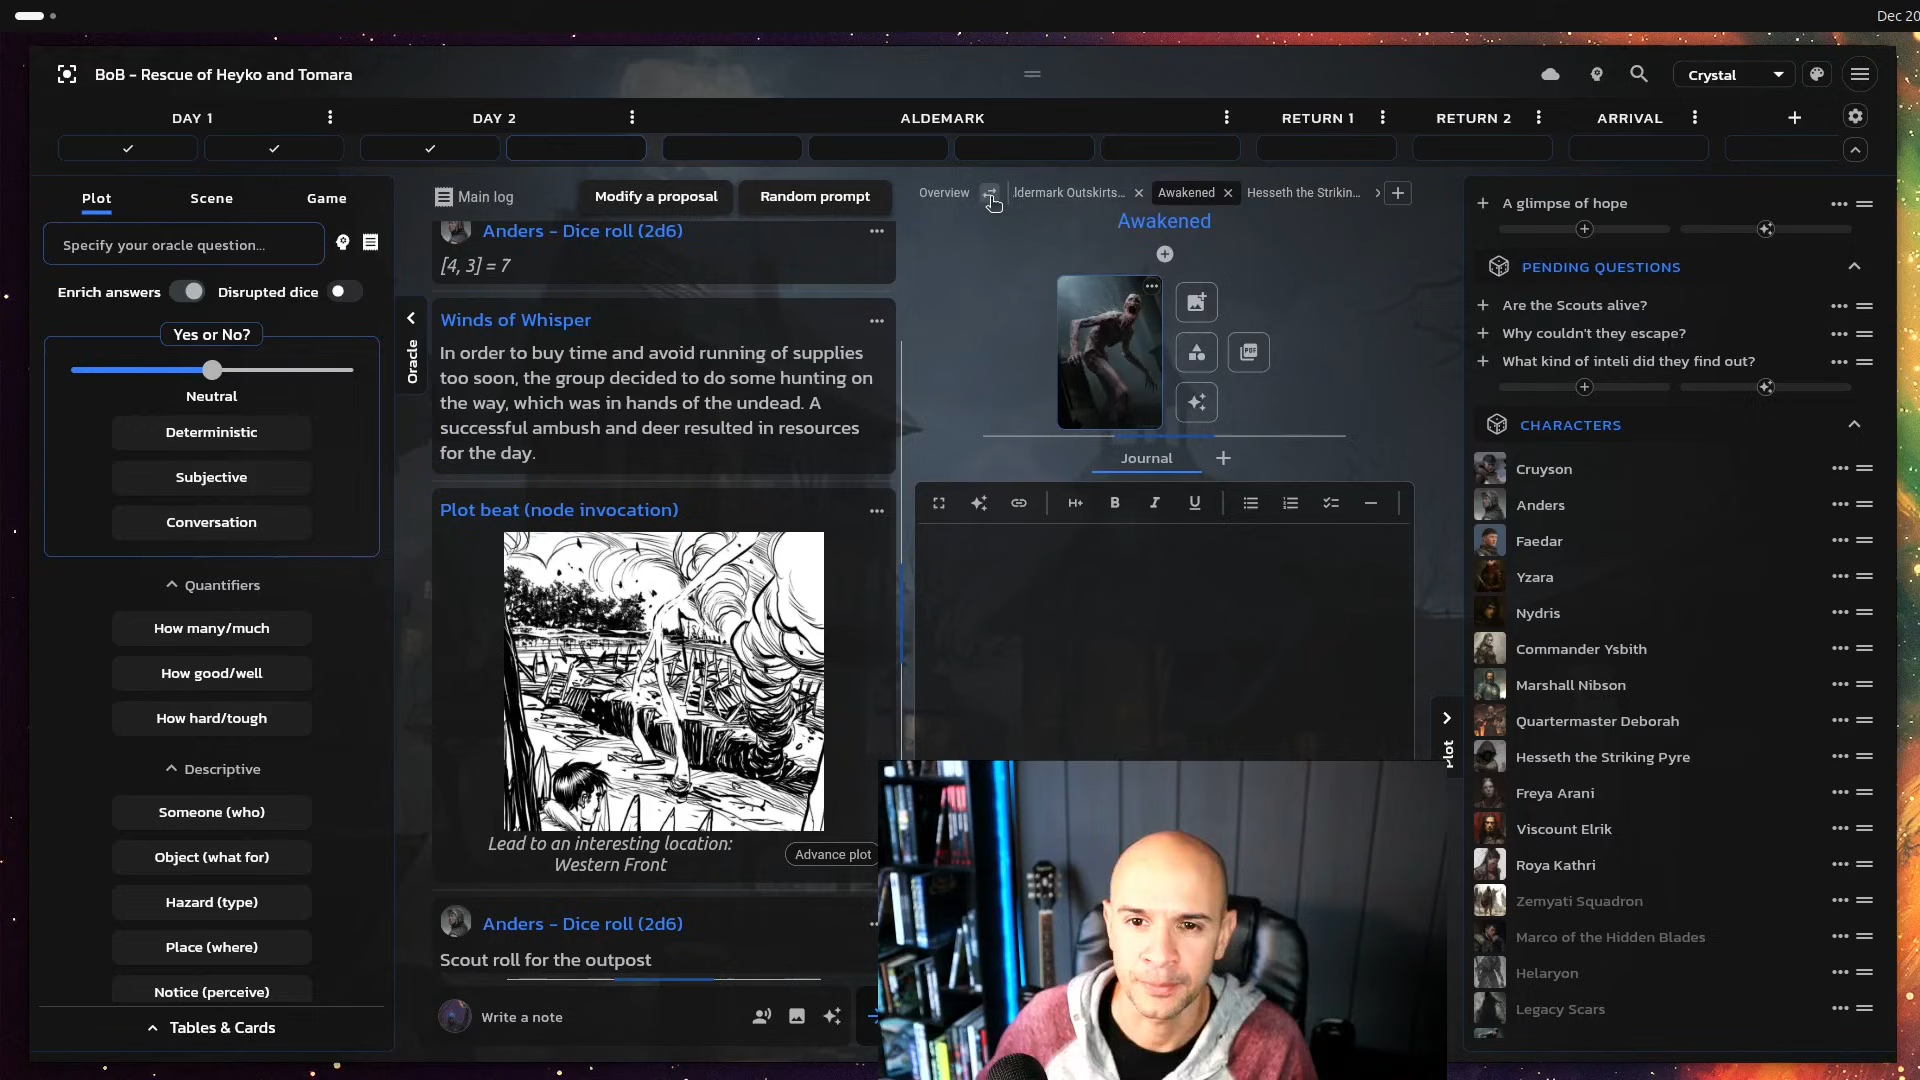 Dec 20
BoB - Rescue of Heyko and Tomara
Crystal
DAY 1
DAY 2
ALDEMARK
RETURN 1
RETURN 2
ARRIVAL
Plot
Scene
Game
Specify your oracle question...
Enrich answers
Disrupted dice
Yes or No?
Neutral
Deterministic
Subjective
Conversation
Quantifiers
How many/much
How good/well
How hard/tough
Descriptive
Someone (who)
Object (what for)
Hazard (type)
Place (where)
Notice (perceive)
Tables & Cards
Oracle
Main log
Modify a proposal
Random prompt
Anders - Dice roll (2d6)
[4, 3] = 7
Winds of Whisper
In order to buy time and avoid running of supplies
too soon, the group decided to do some hunting on
the way, which was in hands of the undead. A
successful ambush and deer resulted in resources
for the day.
Plot beat (node invocation)
Lead to an interesting location:
Western Front
Advance plot
Anders - Dice roll (2d6)
Scout roll for the outpost
Write a note
Overview
ldermark Outskirts...
Awakened
Hesseth the Strikin...
Awakened
PDF
Journal
H+
B
I
U
Plot
A glimpse of hope
PENDING QUESTIONS
Are the Scouts alive?
Why couldn't they escape?
What kind of inteli did they find out?
CHARACTERS
Cruyson
Anders
Faedar
Yzara
Nydris
Commander Ysbith
Marshall Nibson
Quartermaster Deborah
Hesseth the Striking Pyre
Freya Arani
Viscount Elrik
Roya Kathri
Zemyati Squadron
Marco of the Hidden Blades
Helaryon
Legacy Scars